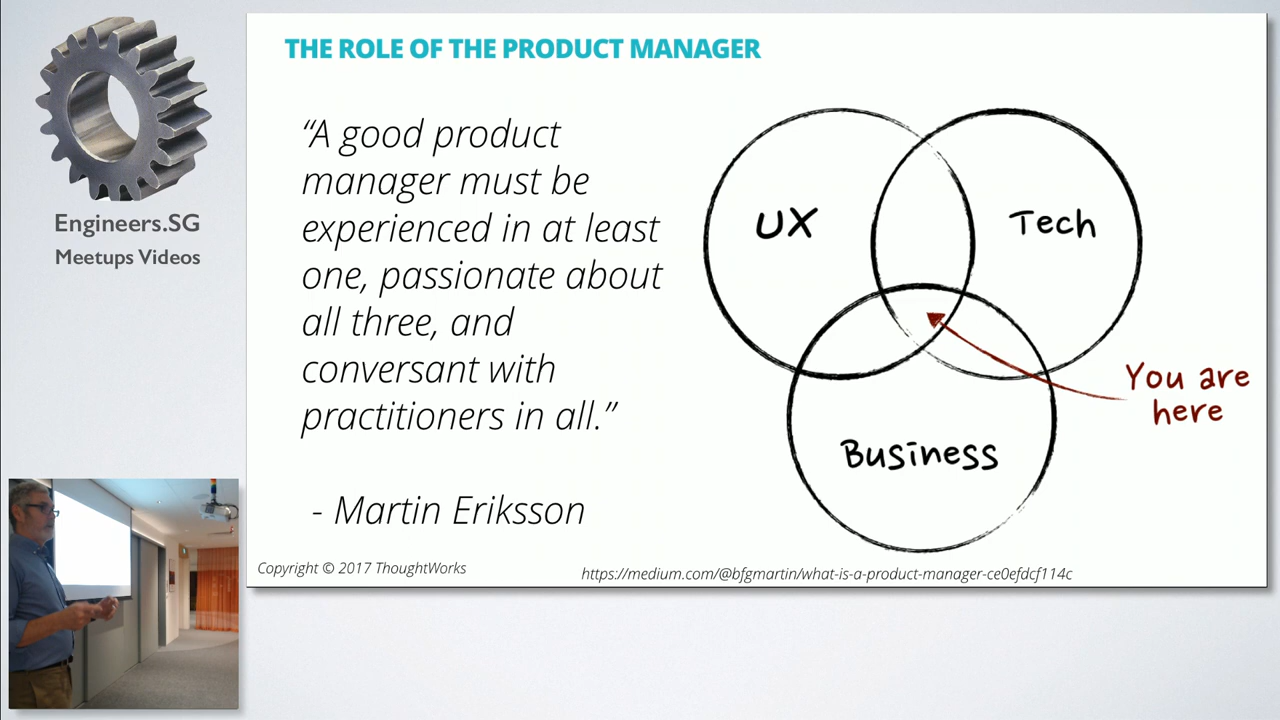 Engineers.SG
Meetups Videos
THE ROLE OF THE PRODUCT MANAGER
“A good product
manager must be
experienced in at least
one, passionate about
all three, and
conversant with
practitioners in all.”
- Martin Eriksson
UX
Tech
Business
You are
here
Copyright © 2017 ThoughtWorks
https://medium.com/@bfgmartin/what-is-a-product-manager-ce0efdcf114c